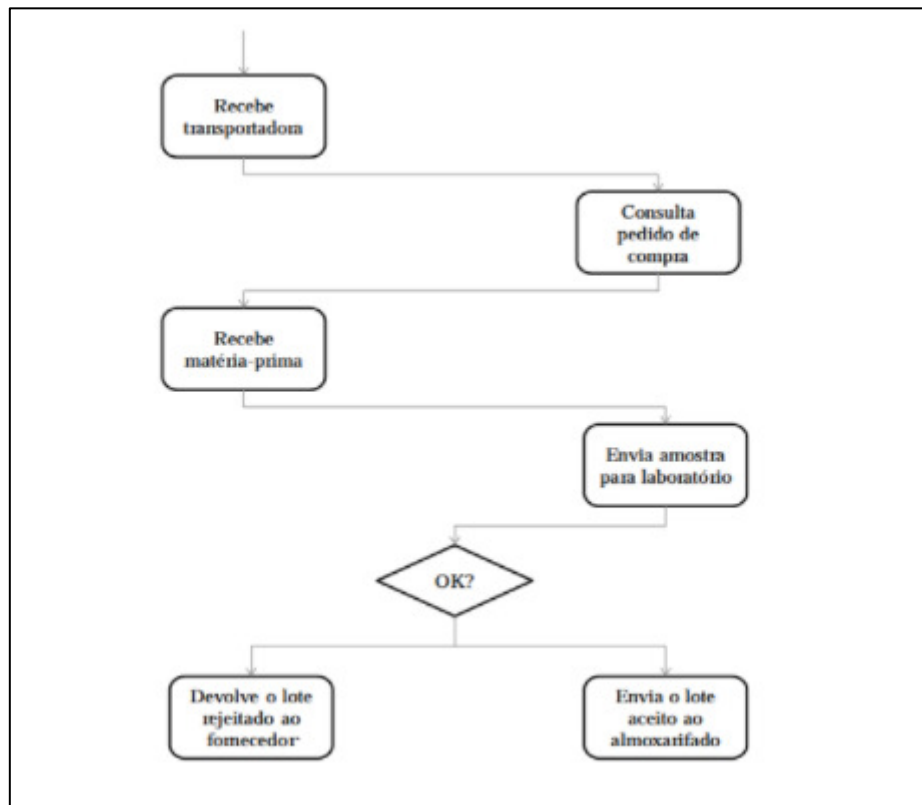 Recebe
transportadora
Consulta
pedido de
compra
Recebe
matéria-prima
Envia amostra
para laboratório
OK?
Devolve o lote
rejeitado ao
fornecedor
Envia o lote
aceito ao
almoxarifado